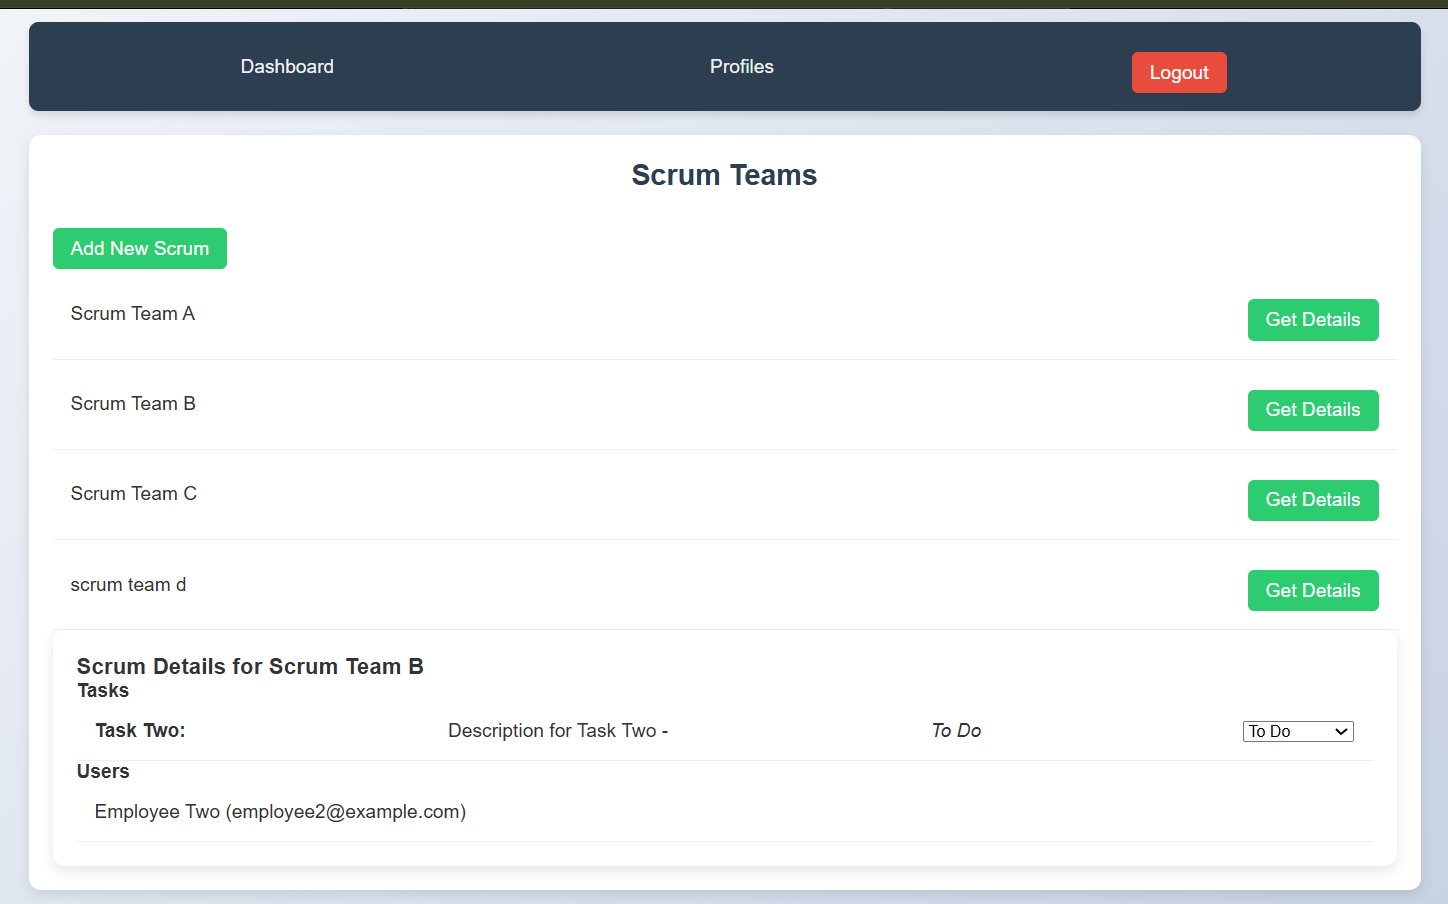 Dashboard Profiles Logout
Scrum Teams
Add New Scrum
Scrum Team A Get Details
Scrum Team B Get Details
Scrum Team C Get Details
scrum team d Get Details
Scrum Details for Scrum Team B
Tasks
Task Two: Description for Task Two - To Do To Do
Users
Employee Two (employee2@example.com)